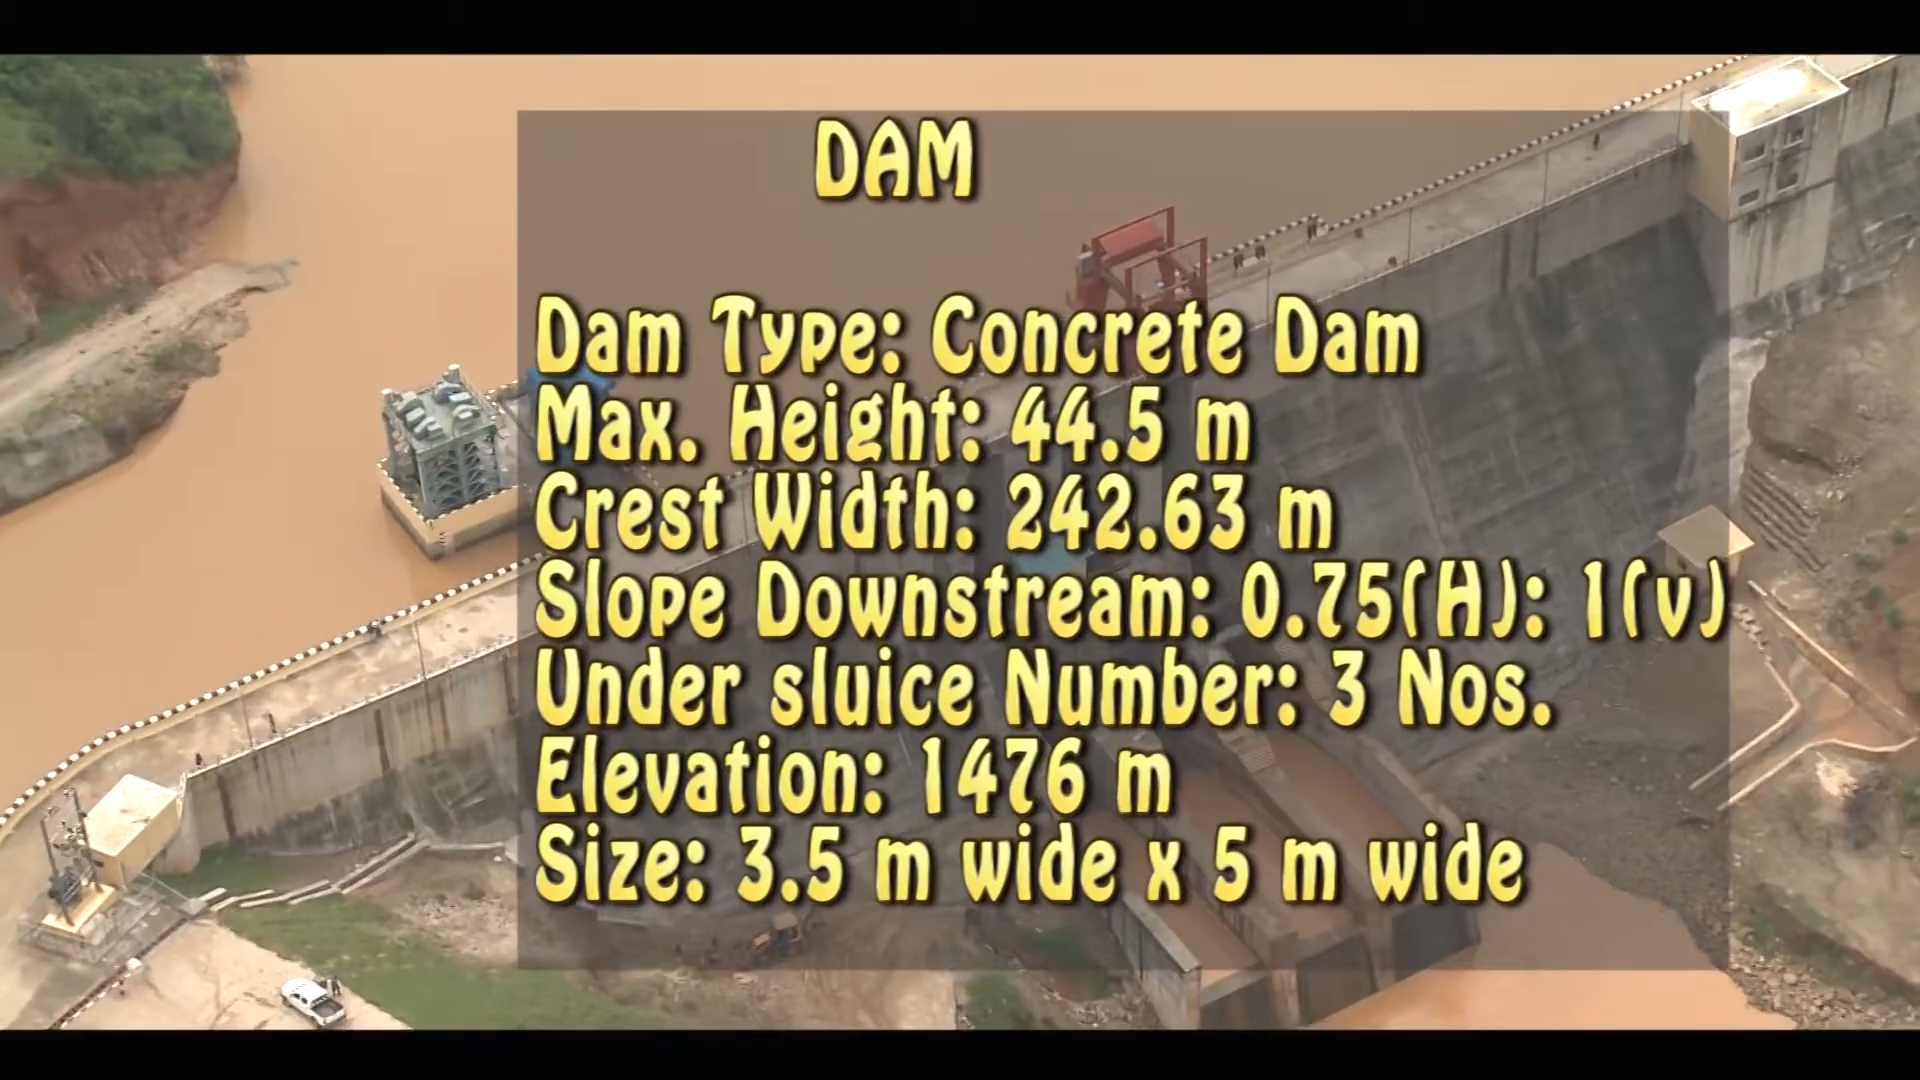 DAM
Dam Type: Concrete Dam
Max. Height: 44.5 m
Crest Width: 242.63 m
Slope Downstream: 0.75(H): 1(v)
Under sluice Number: 3 Nos.
Elevation: 1476 m
Size: 3.5 m wide x 5 m wide